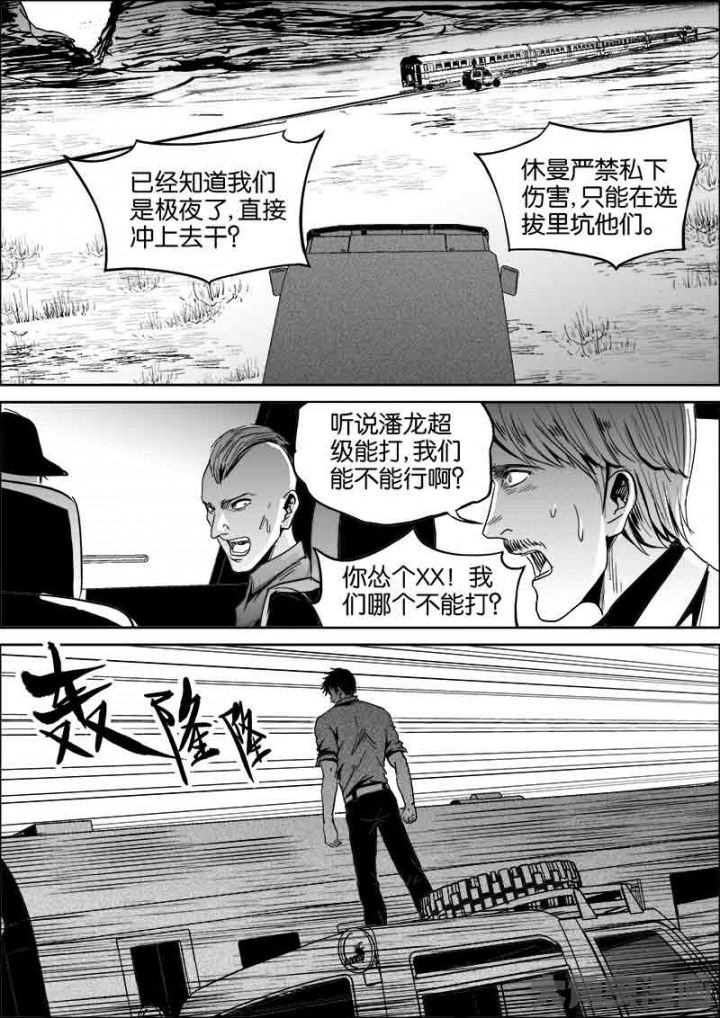 已经知道我们
是极夜了，直接
冲上去干？
休曼严禁私下
伤害，只能在选
拔里坑他们。
听说潘龙超
级能打，我们
能不能行啊？
你怂个XX！我
们哪个不能打？
轰隆隆